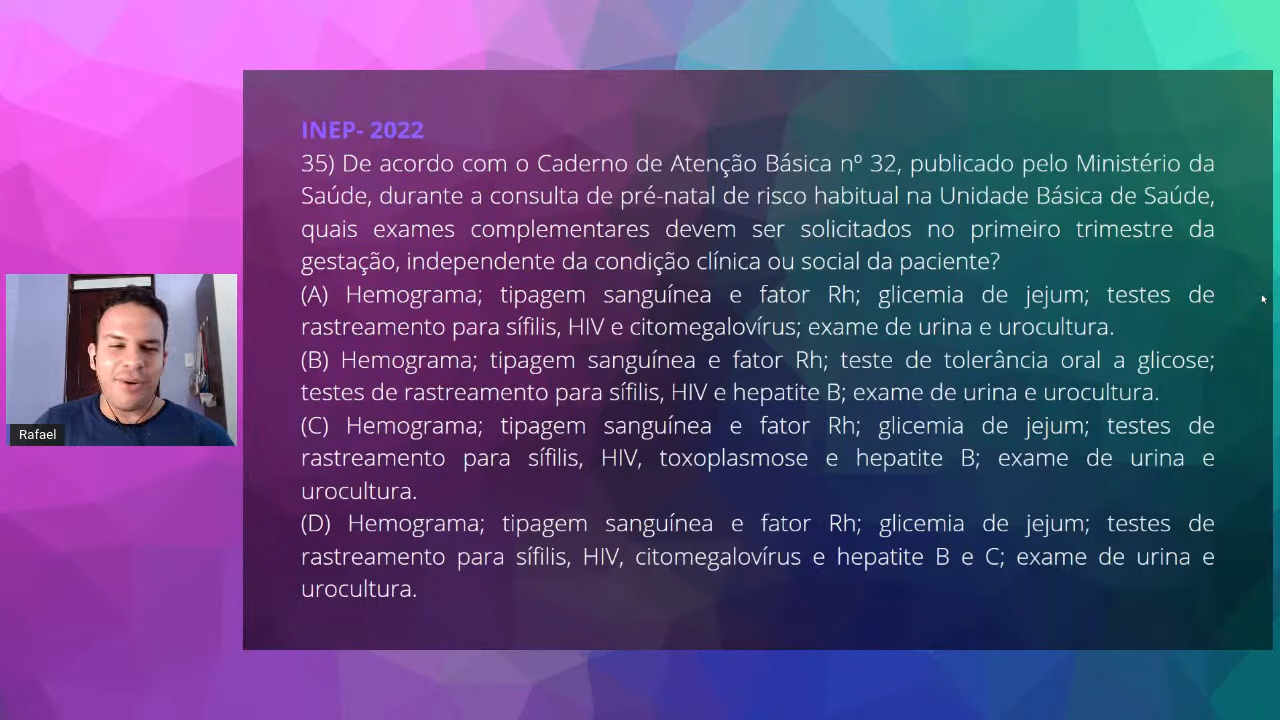 INEP- 2022
35) De acordo com o Caderno de Atenção Básica nº 32, publicado pelo Ministério da
Saúde, durante a consulta de pré-natal de risco habitual na Unidade Básica de Saúde,
quais exames complementares devem ser solicitados no primeiro trimestre da
gestação, independente da condição clínica ou social da paciente?
(A) Hemograma; tipagem sanguínea e fator Rh; glicemia de jejum; testes de
rastreamento para sífilis, HIV e citomegalovírus; exame de urina e urocultura.
(B) Hemograma; tipagem sanguínea e fator Rh; teste de tolerância oral a glicose;
testes de rastreamento para sífilis, HIV e hepatite B; exame de urina e urocultura.
(C) Hemograma; tipagem sanguínea e fator Rh; glicemia de jejum; testes de
rastreamento para sífilis, HIV, toxoplasmose e hepatite B; exame de urina e
urocultura.
(D) Hemograma; tipagem sanguínea e fator Rh; glicemia de jejum; testes de
rastreamento para sífilis, HIV, citomegalovírus e hepatite B e C; exame de urina e
urocultura.
Rafael